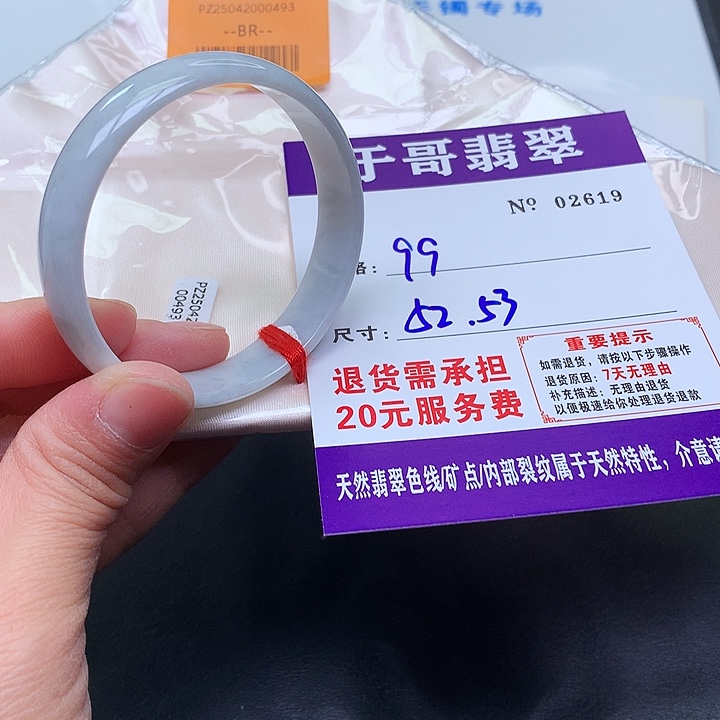 PZ25042000493
--BR--
玉镯专场
于哥翡翠
Nº 02619
格: 99
尺寸: 52.53
PZ25042
00493
退货需承担
20元服务费
重要提示
如需退货，请按以下步骤操作
退货原因: 7天无理由
补充描述: 无理由退货
以便极速给你处理退货退款
天然翡翠色线/矿点/内部裂纹属于天然特性，介意请